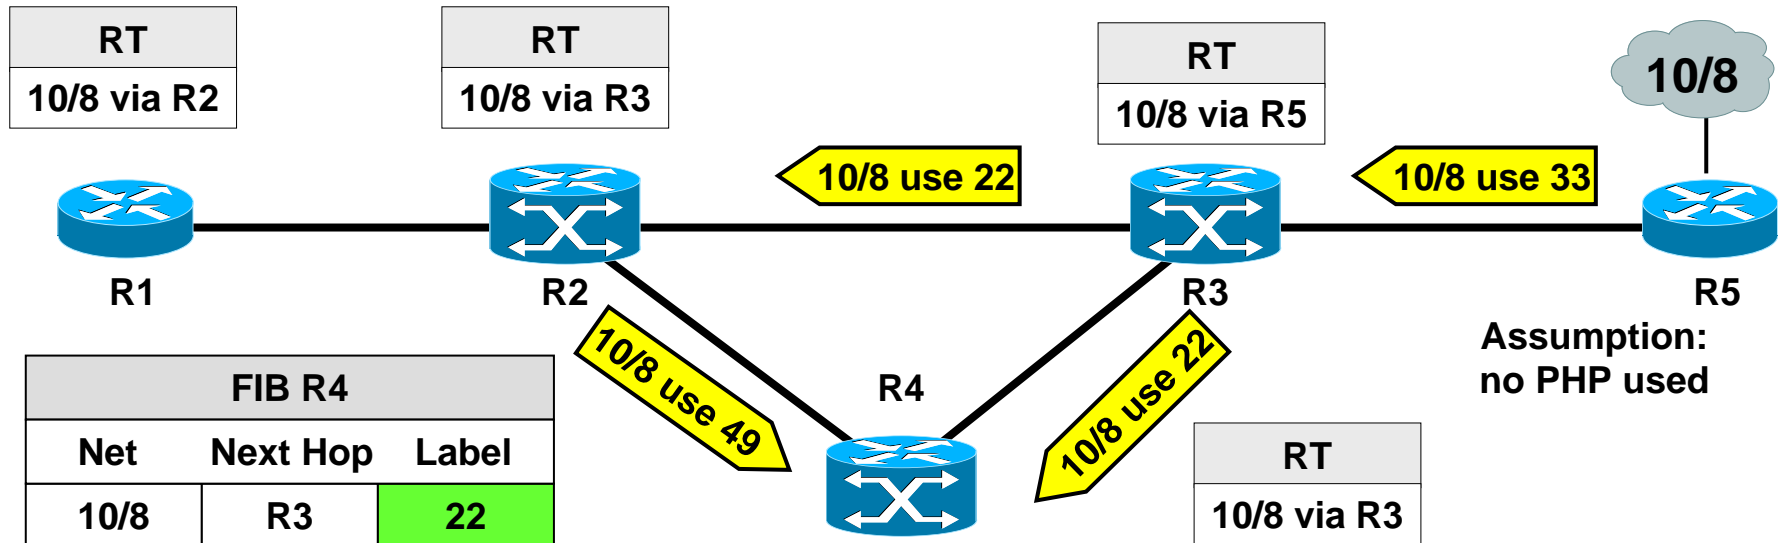 RT
10/8 via R2
RT
10/8 via R3
RT
10/8 via R5
10/8
10/8 use 22
10/8 use 33
R1
R2
R3
R5
Assumption:
no PHP used
10/8 use 49
R4
10/8 use 22
FIB R4
Net Next Hop Label
10/8 R3 22
RT
10/8 via R3